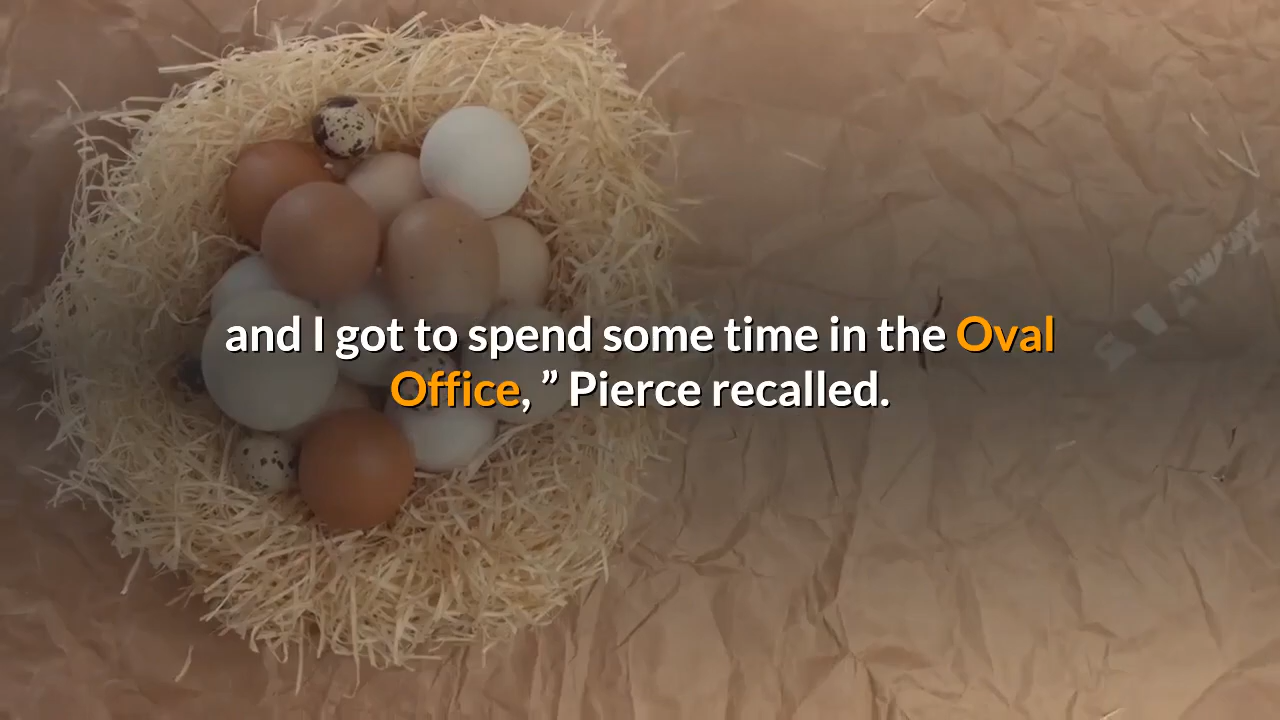 and I got to spend some time in the Oval
Office, ” Pierce recalled.